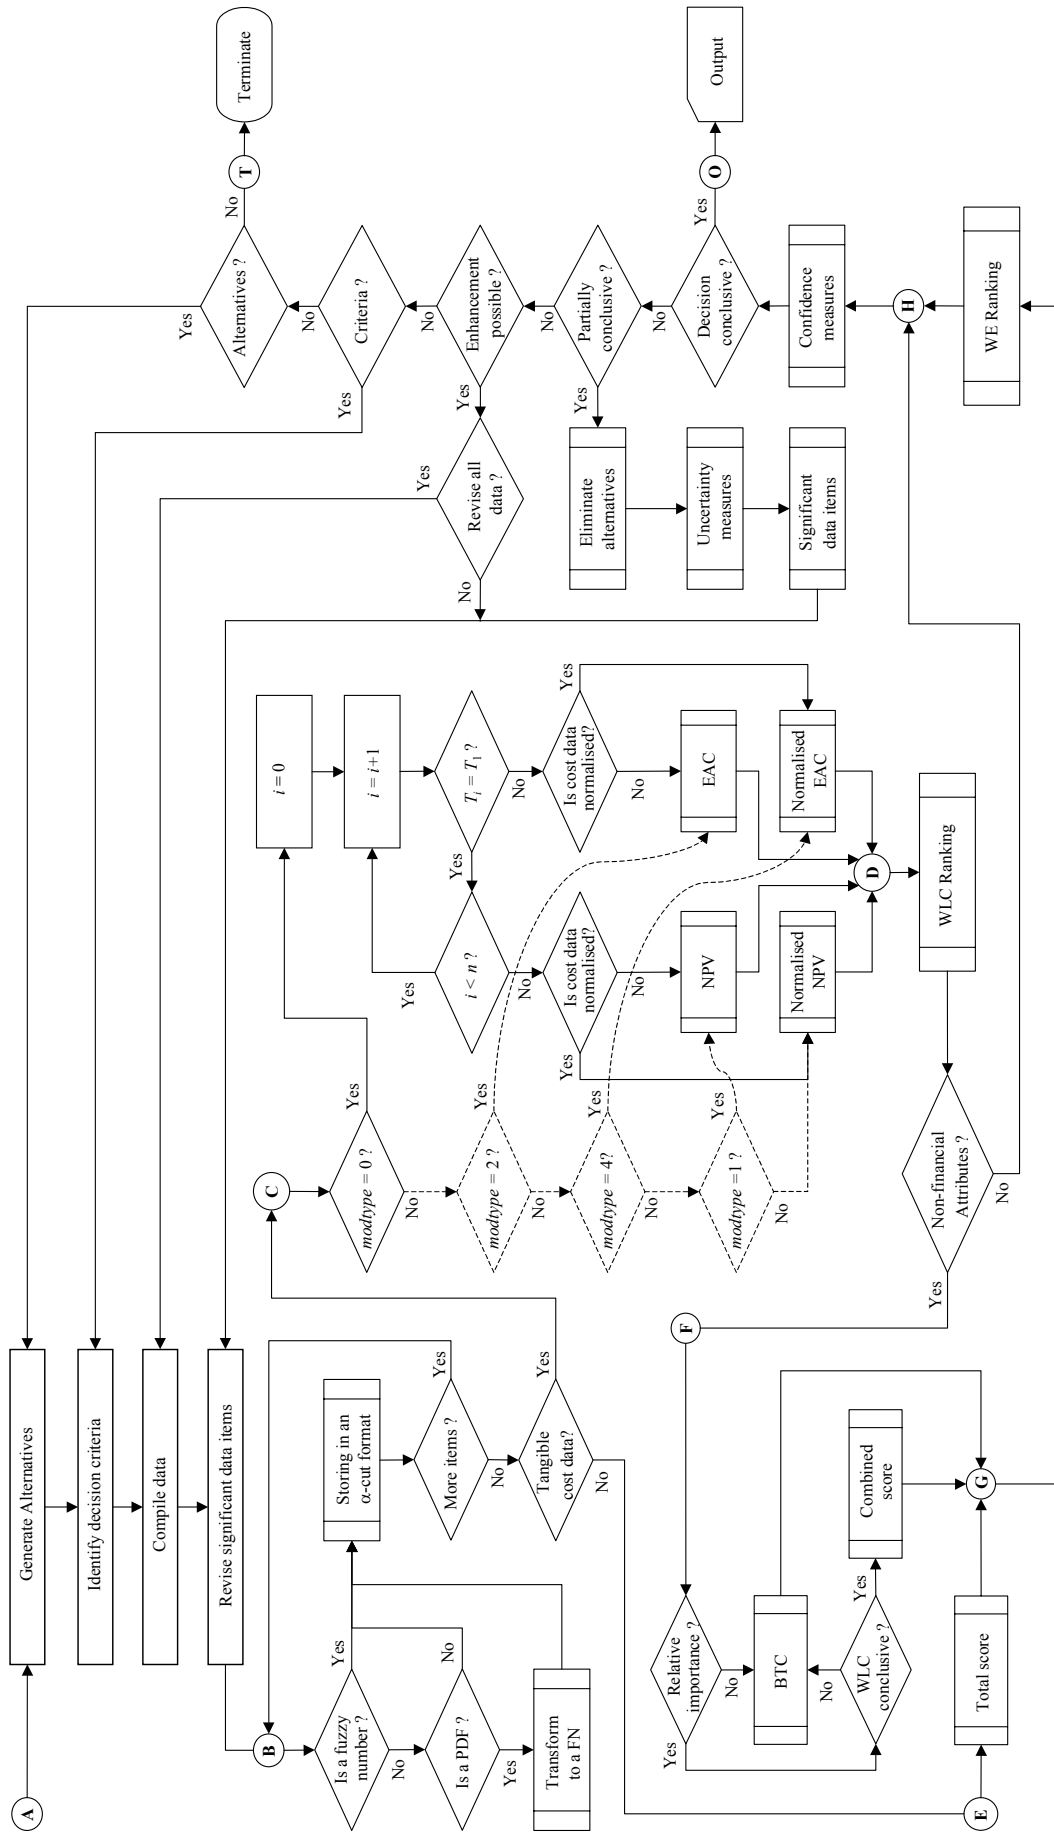 A
Generate Alternatives
Yes
Alternatives ?
No
T
Terminate
Identify decision criteria
Yes
Criteria ?
No
Compile data
Yes
Revise all
data ?
No
Yes
Enhancement
possible ?
No
Revise significant data items
B
Is a fuzzy
number ?
Yes
No
Is a PDF ?
No
Yes
Transform
to a FN
Storing in an
α-cut format
More items ?
Yes
No
Tangible
cost data?
Yes
No
C
modtype = 0 ?
Yes
No
modtype = 2 ?
Yes
No
modtype = 4?
Yes
No
modtype =1 ?
Yes
No
i = 0
i = i+1
Ti = T1 ?
Yes
No
i < n ?
Yes
No
Is cost data
normalised?
Yes
No
Is cost data
normalised?
Yes
No
NPV
EAC
Normalised
NPV
Normalised
EAC
D
WLC Ranking
Non-financial
Attributes ?
Yes
No
Partially
conclusive ?
Yes
No
Eliminate
alternatives
Uncertainty
measures
Significant
data items
Decision
conclusive ?
Yes
No
O
Output
Confidence
measures
H
WE Ranking
F
Relative
importance ?
Yes
No
BTC
WLC
conclusive ?
No
Yes
Combined
score
E
Total score
G